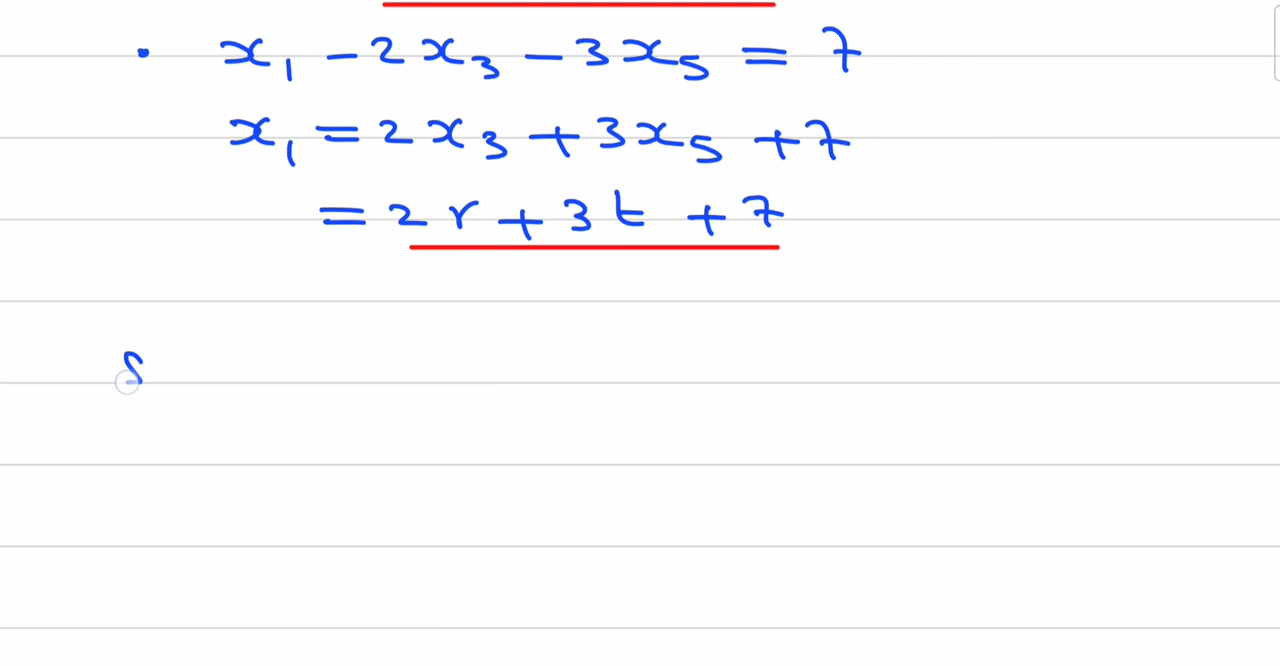 • x₁ - 2x₃ - 3x₅ = 7
x₁ = 2x₃ + 3x₅ + 7
= 2r + 3t + 7